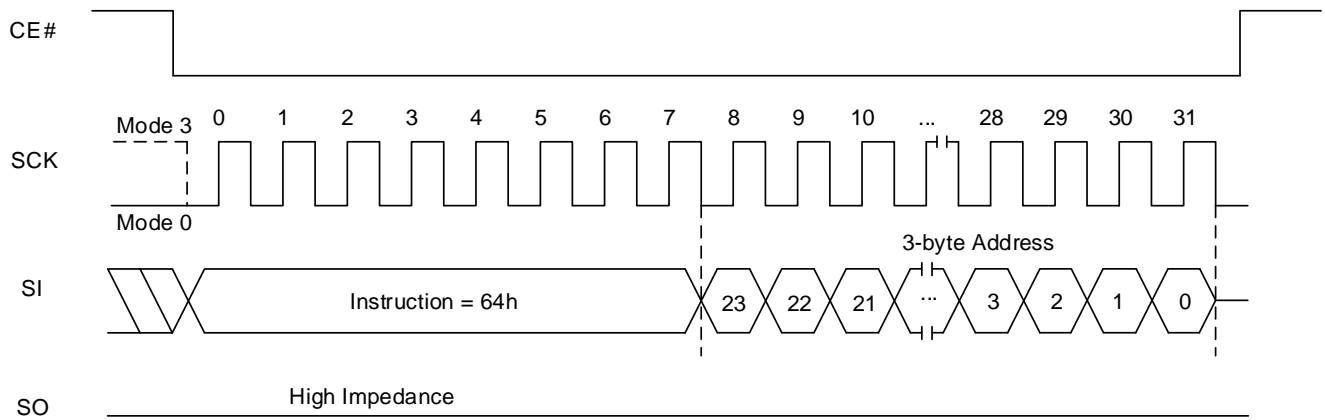 CE#
Mode 3 0 1 2 3 4 5 6 7 8 9 10 ... 28 29 30 31
SCK
Mode 0
3-byte Address
SI Instruction = 64h 23 22 21 ... 3 2 1 0
High Impedance
SO